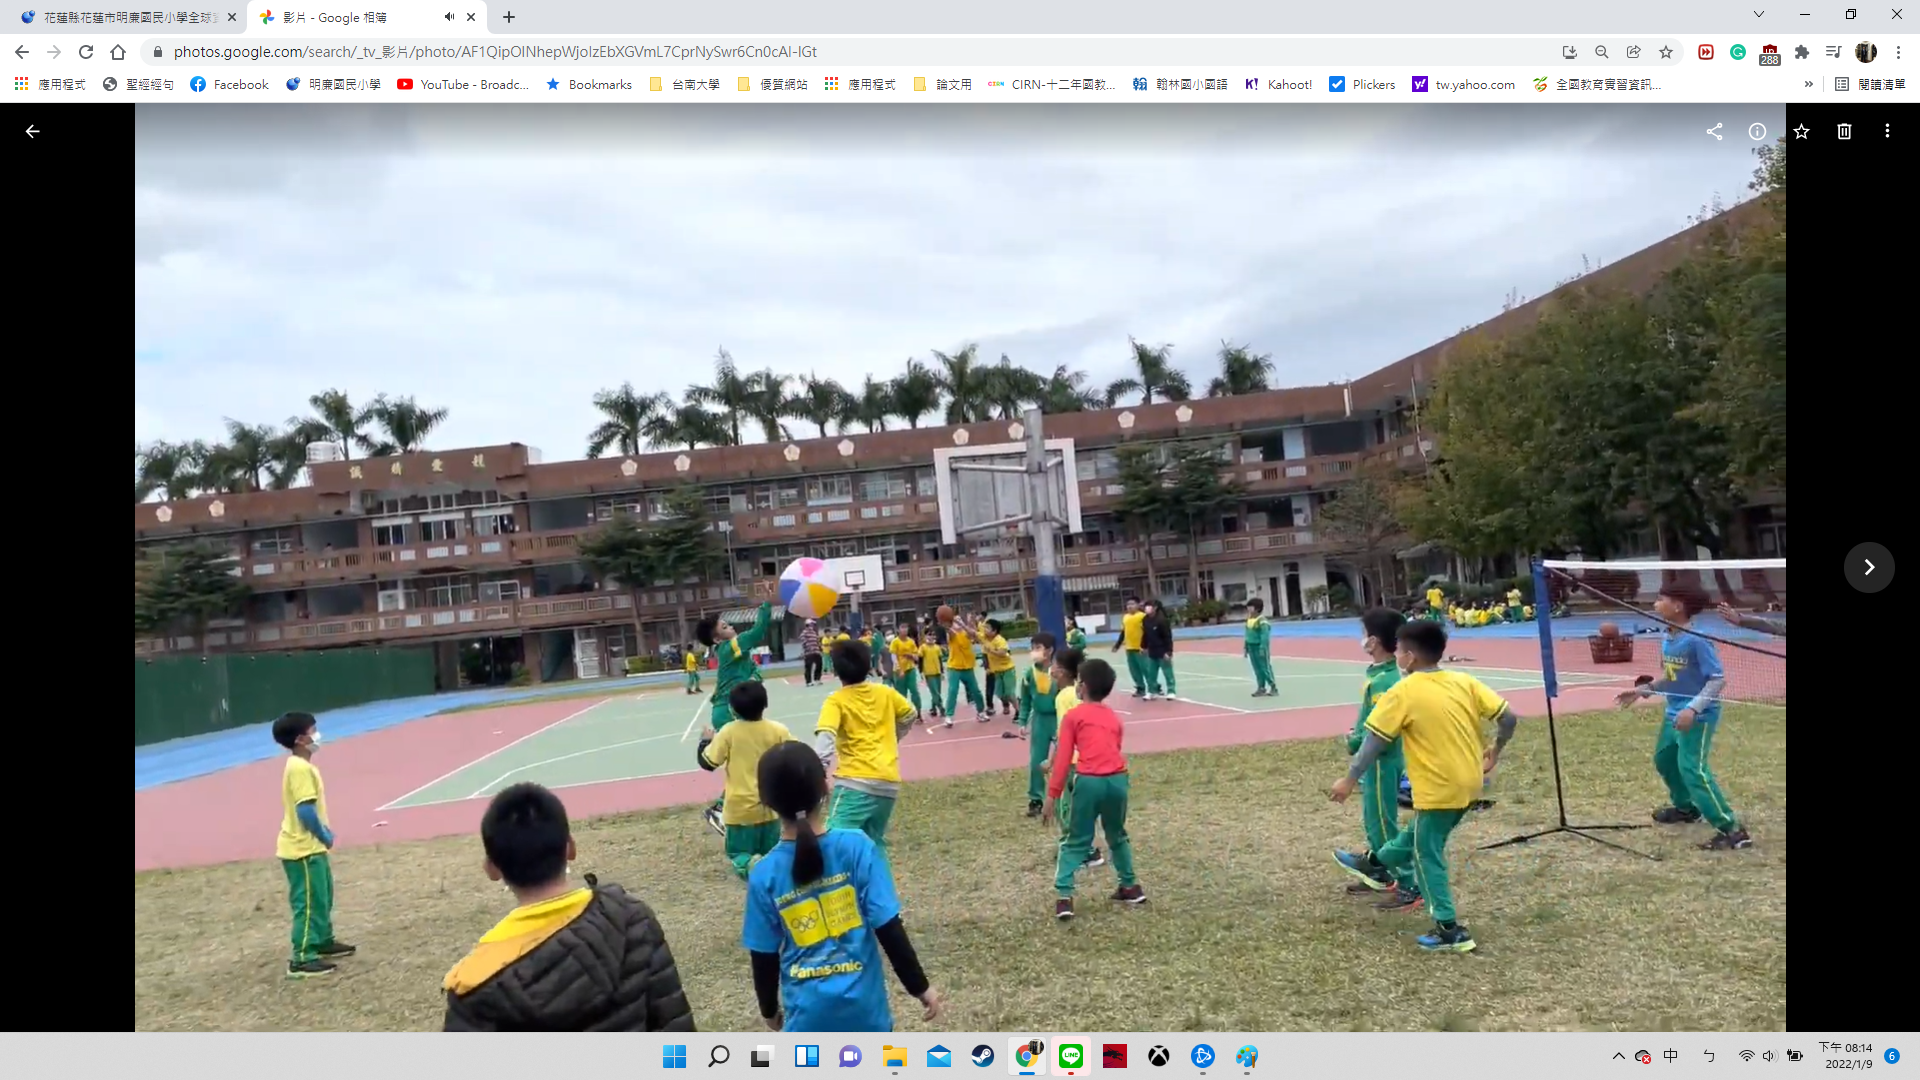 花蓮縣花蓮市明廉國民小學全球
影片 - Google 相簿
photos.google.com/search/_tv_影片/photo/AF1QipOINhepWjoIzEbXGVmL7CprNySwr6Cn0cAI-IGt
288
應用程式
聖經經句
Facebook
明廉國民小學
YouTube - Broadc...
Bookmarks
台南大學
優質網站
應用程式
論文用
CIRN-十二年國教...
翰林國小國語
Kahoot!
Plickers
tw.yahoo.com
全國教育實習資訊...
»
閱讀清單
Panasonic
LINE
中
ㄅ
下午 08:14
2022/1/9
6